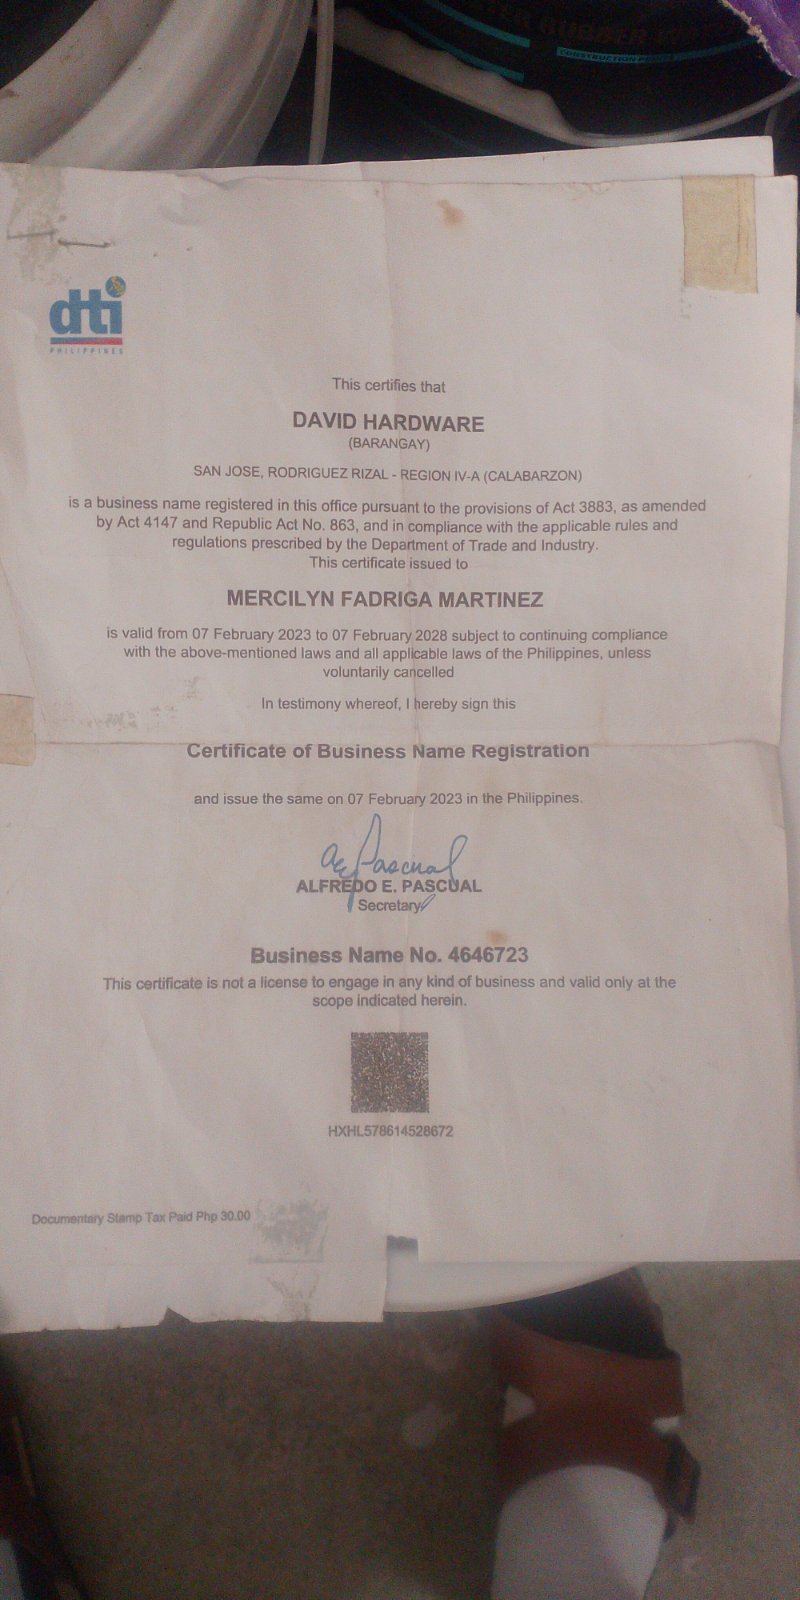 CONSTRUCTION
dti
PHILIPPINES
This certifies that
DAVID HARDWARE
(BARANGAY)
SAN JOSE, RODRIGUEZ RIZAL - REGION IV-A (CALABARZON)
is a business name registered in this office pursuant to the provisions of Act 3883, as amended
by Act 4147 and Republic Act No. 863, and in compliance with the applicable rules and
regulations prescribed by the Department of Trade and Industry.
This certificate issued to
MERCILYN FADRIGA MARTINEZ
is valid from 07 February 2023 to 07 February 2028 subject to continuing compliance
with the above-mentioned laws and all applicable laws of the Philippines, unless
voluntarily cancelled
In testimony whereof, I hereby sign this
Certificate of Business Name Registration
and issue the same on 07 February 2023 in the Philippines.
aePascual
ALFREDO E. PASCUAL
Secretary
Business Name No. 4646723
This certificate is not a license to engage in any kind of business and valid only at the
scope indicated herein.
HXHL578614528672
Documentary Stamp Tax Paid Php 30.00